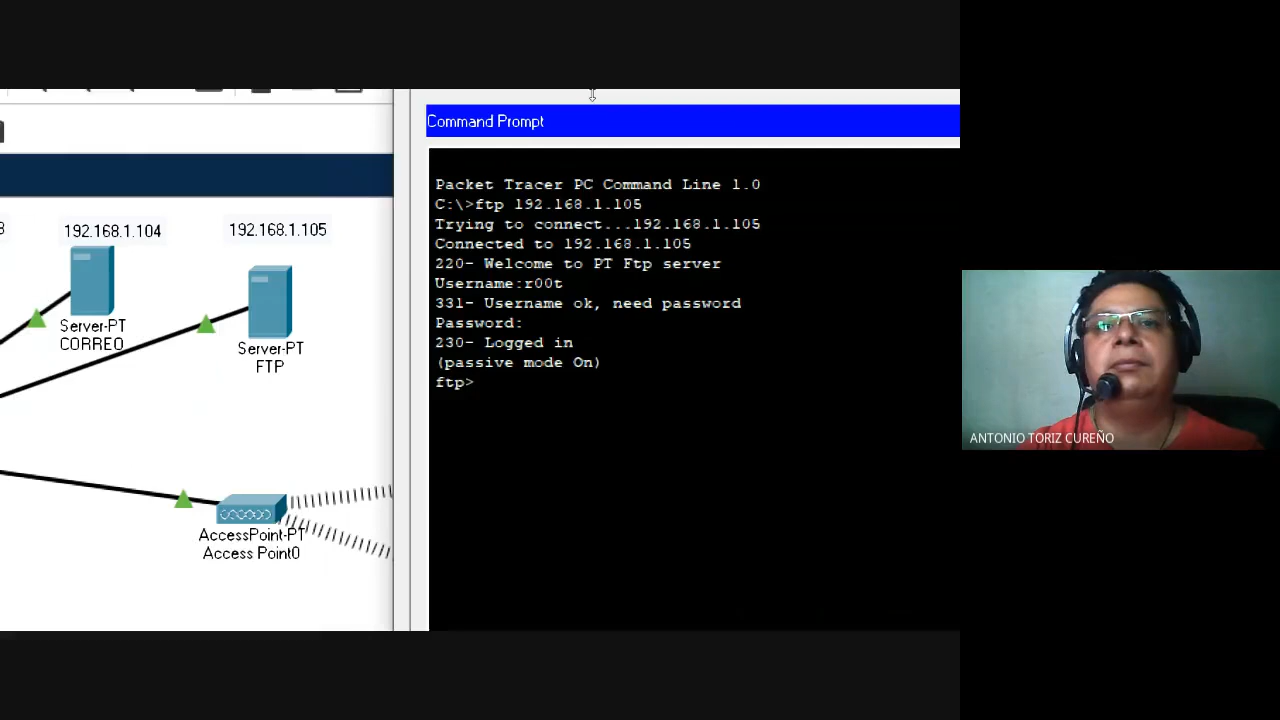 192.168.1.104
192.168.1.105
Server-PT
CORREO
Server-PT
FTP
AccessPoint-PT
Access Point0
Command Prompt
Packet Tracer PC Command Line 1.0
C:\>ftp 192.168.1.105
Trying to connect...192.168.1.105
Connected to 192.168.1.105
220- Welcome to PT Ftp server
Username:r00t
331- Username ok, need password
Password:
230- Logged in
(passive mode On)
ftp>
ANTONIO TORIZ CUREÑO